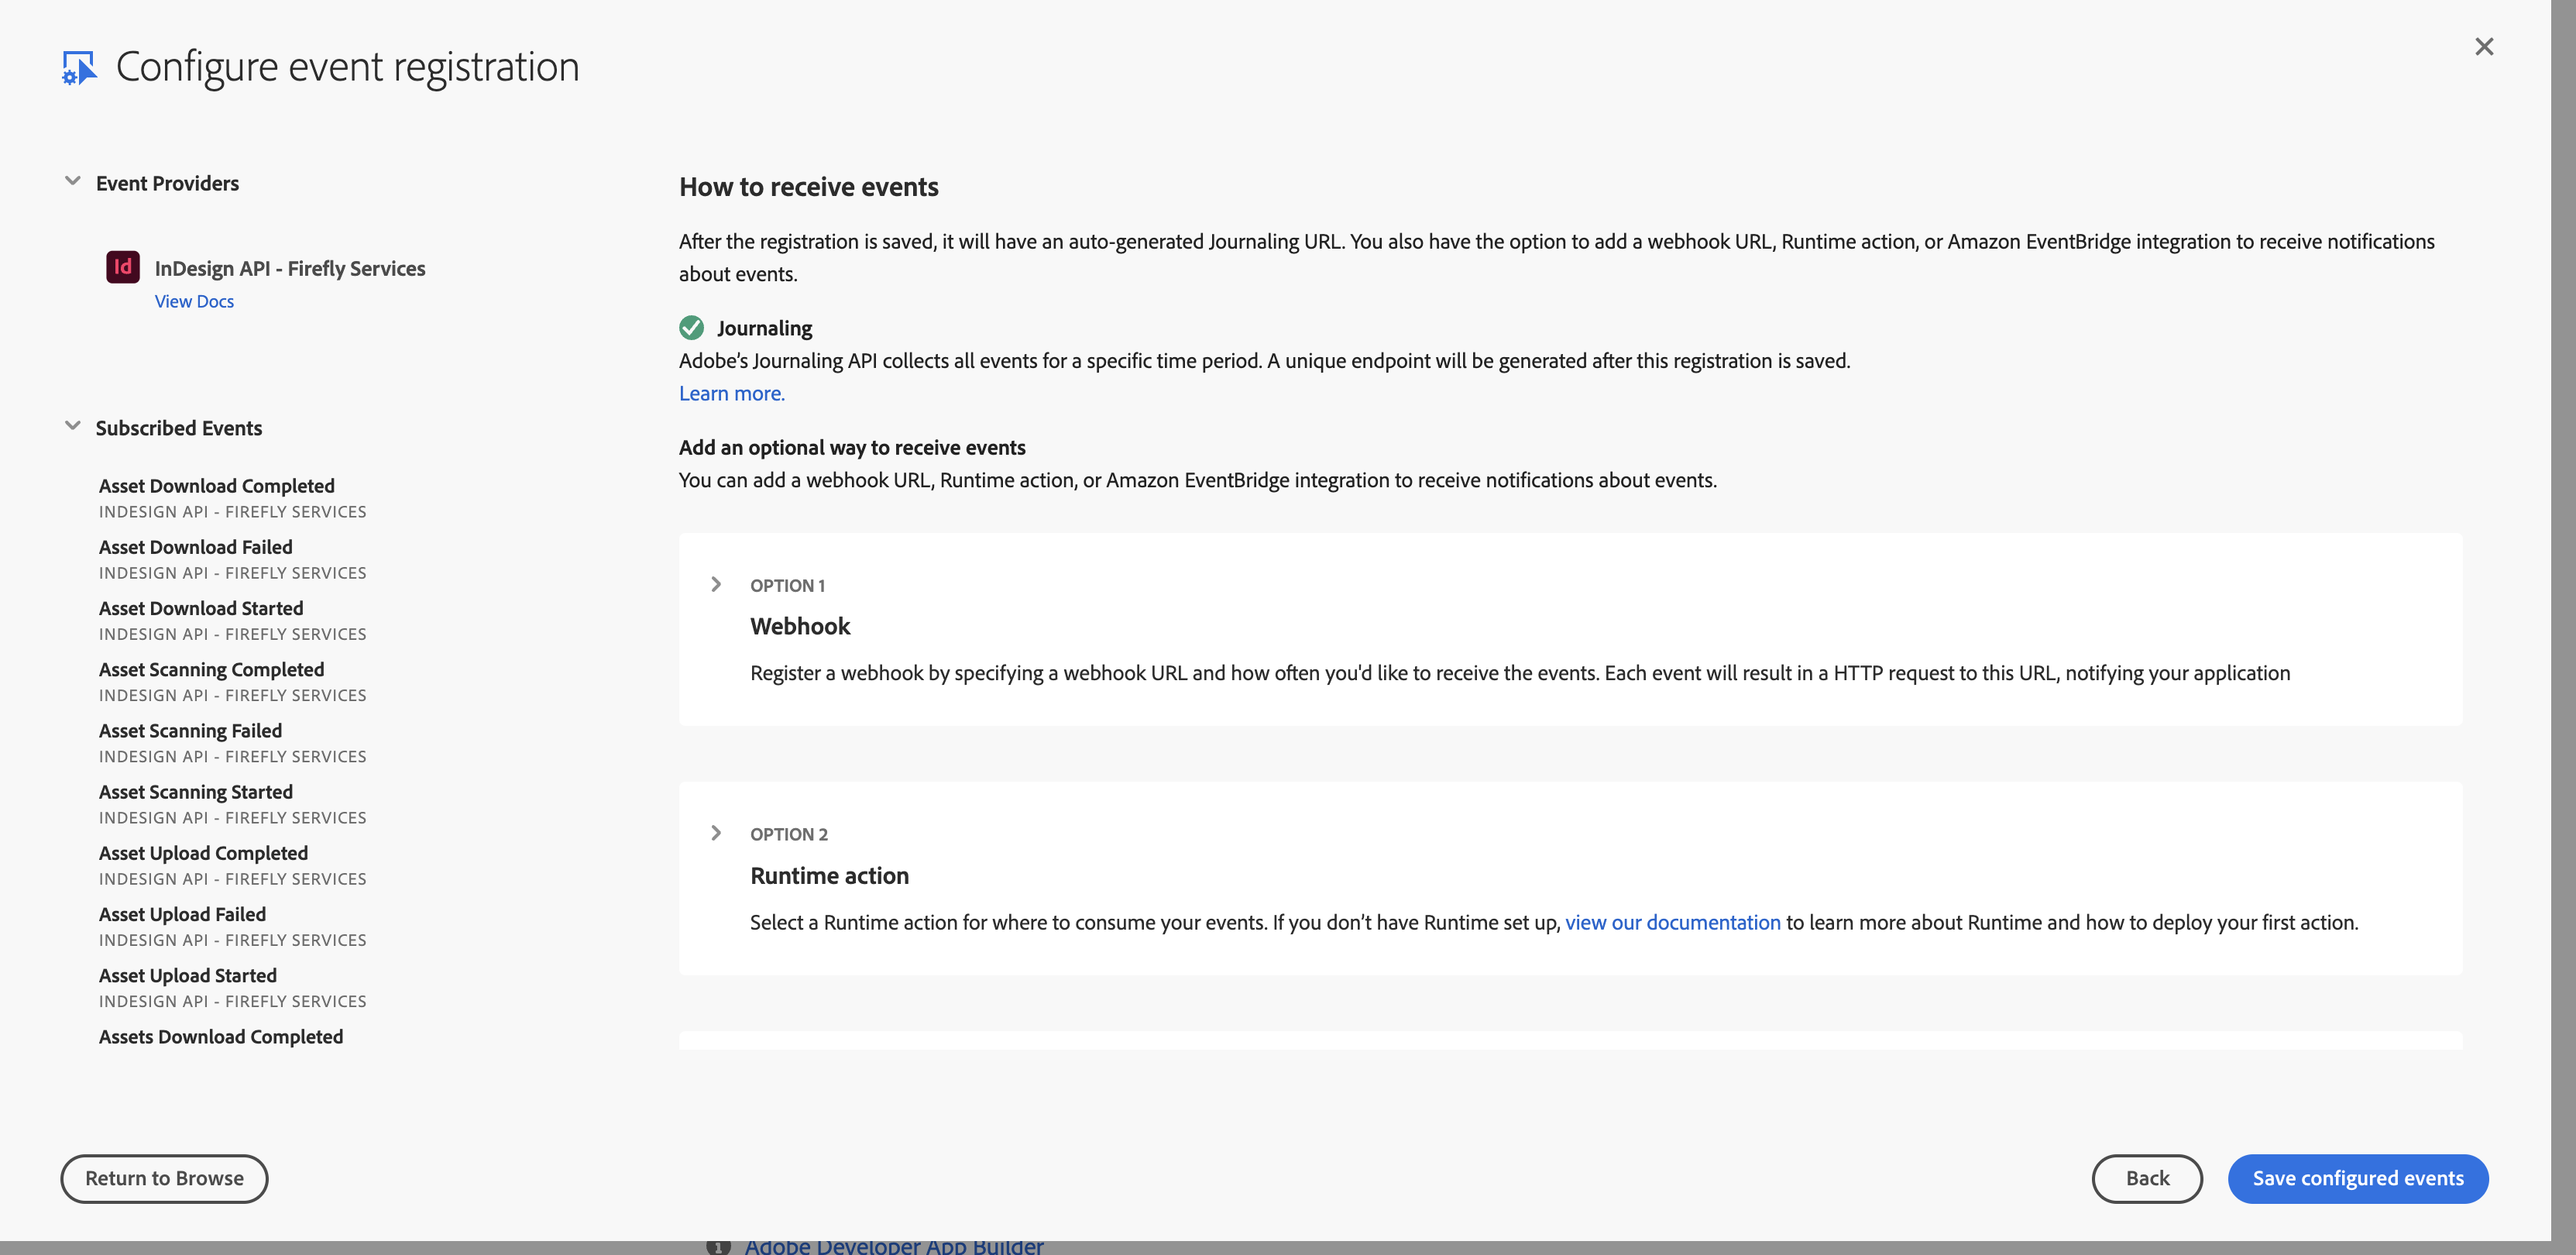 Configure event registration
Event Providers
Id
InDesign API - Firefly Services
View Docs
Subscribed Events
Asset Download Completed
INDESIGN API - FIREFLY SERVICES
Asset Download Failed
INDESIGN API - FIREFLY SERVICES
Asset Download Started
INDESIGN API - FIREFLY SERVICES
Asset Scanning Completed
INDESIGN API - FIREFLY SERVICES
Asset Scanning Failed
INDESIGN API - FIREFLY SERVICES
Asset Scanning Started
INDESIGN API - FIREFLY SERVICES
Asset Upload Completed
INDESIGN API - FIREFLY SERVICES
Asset Upload Failed
INDESIGN API - FIREFLY SERVICES
Asset Upload Started
INDESIGN API - FIREFLY SERVICES
Assets Download Completed
How to receive events
After the registration is saved, it will have an auto-generated Journaling URL. You also have the option to add a webhook URL, Runtime action, or Amazon EventBridge integration to receive notifications
about events.
Journaling
Adobe’s Journaling API collects all events for a specific time period. A unique endpoint will be generated after this registration is saved.
Learn more.
Add an optional way to receive events
You can add a webhook URL, Runtime action, or Amazon EventBridge integration to receive notifications about events.
OPTION 1
Webhook
Register a webhook by specifying a webhook URL and how often you'd like to receive the events. Each event will result in a HTTP request to this URL, notifying your application
OPTION 2
Runtime action
Select a Runtime action for where to consume your events. If you don’t have Runtime set up, view our documentation to learn more about Runtime and how to deploy your first action.
Return to Browse
Back
Save configured events
Adobe Developer App Builder